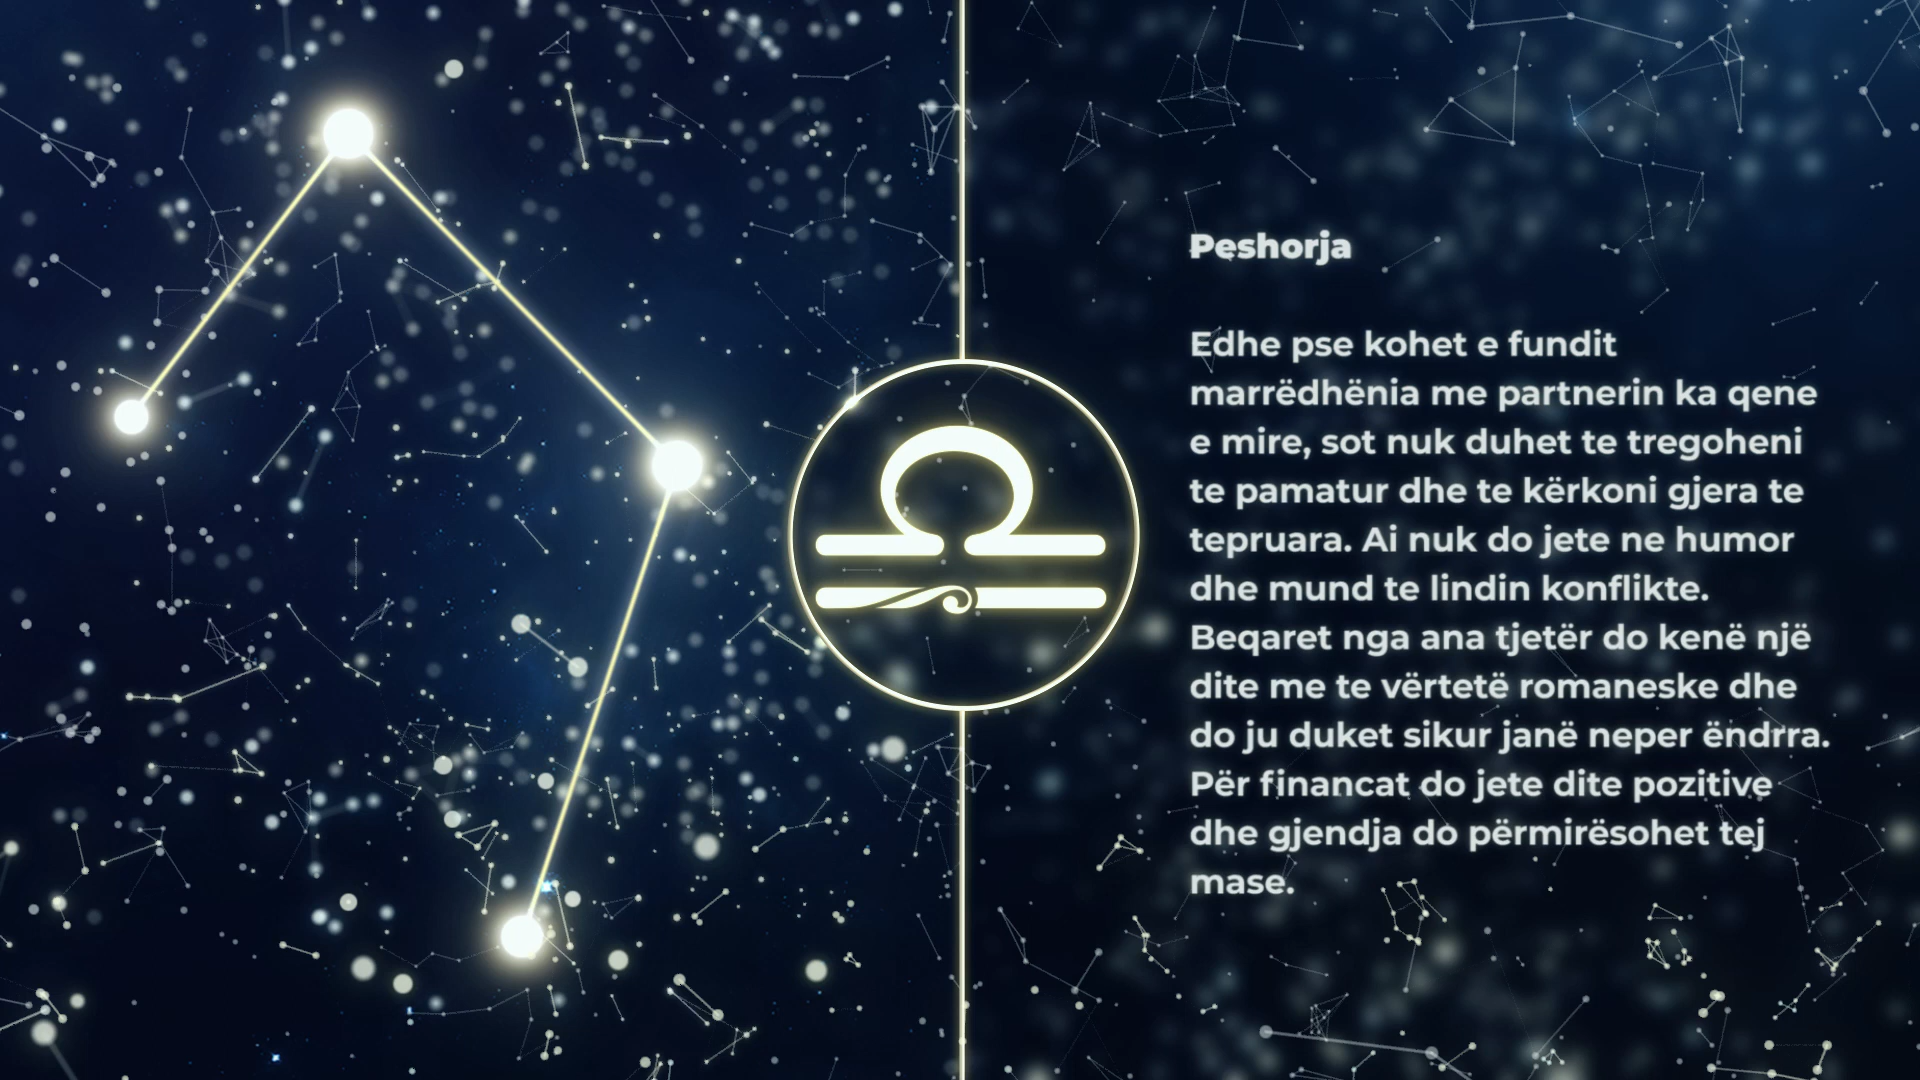 Peshorja
Edhe pse kohet e fundit
marrëdhënia me partnerin ka qene
e mire, sot nuk duhet te tregoheni
te pamatur dhe te kërkoni gjera te
tepruara. Ai nuk do jete ne humor
dhe mund te lindin konflikte.
Beqaret nga ana tjetër do kenë një
dite me te vërtetë romaneske dhe
do ju duket sikur janë neper ëndrra.
Për financat do jete dite pozitive
dhe gjendja do përmirësohet tej
mase.